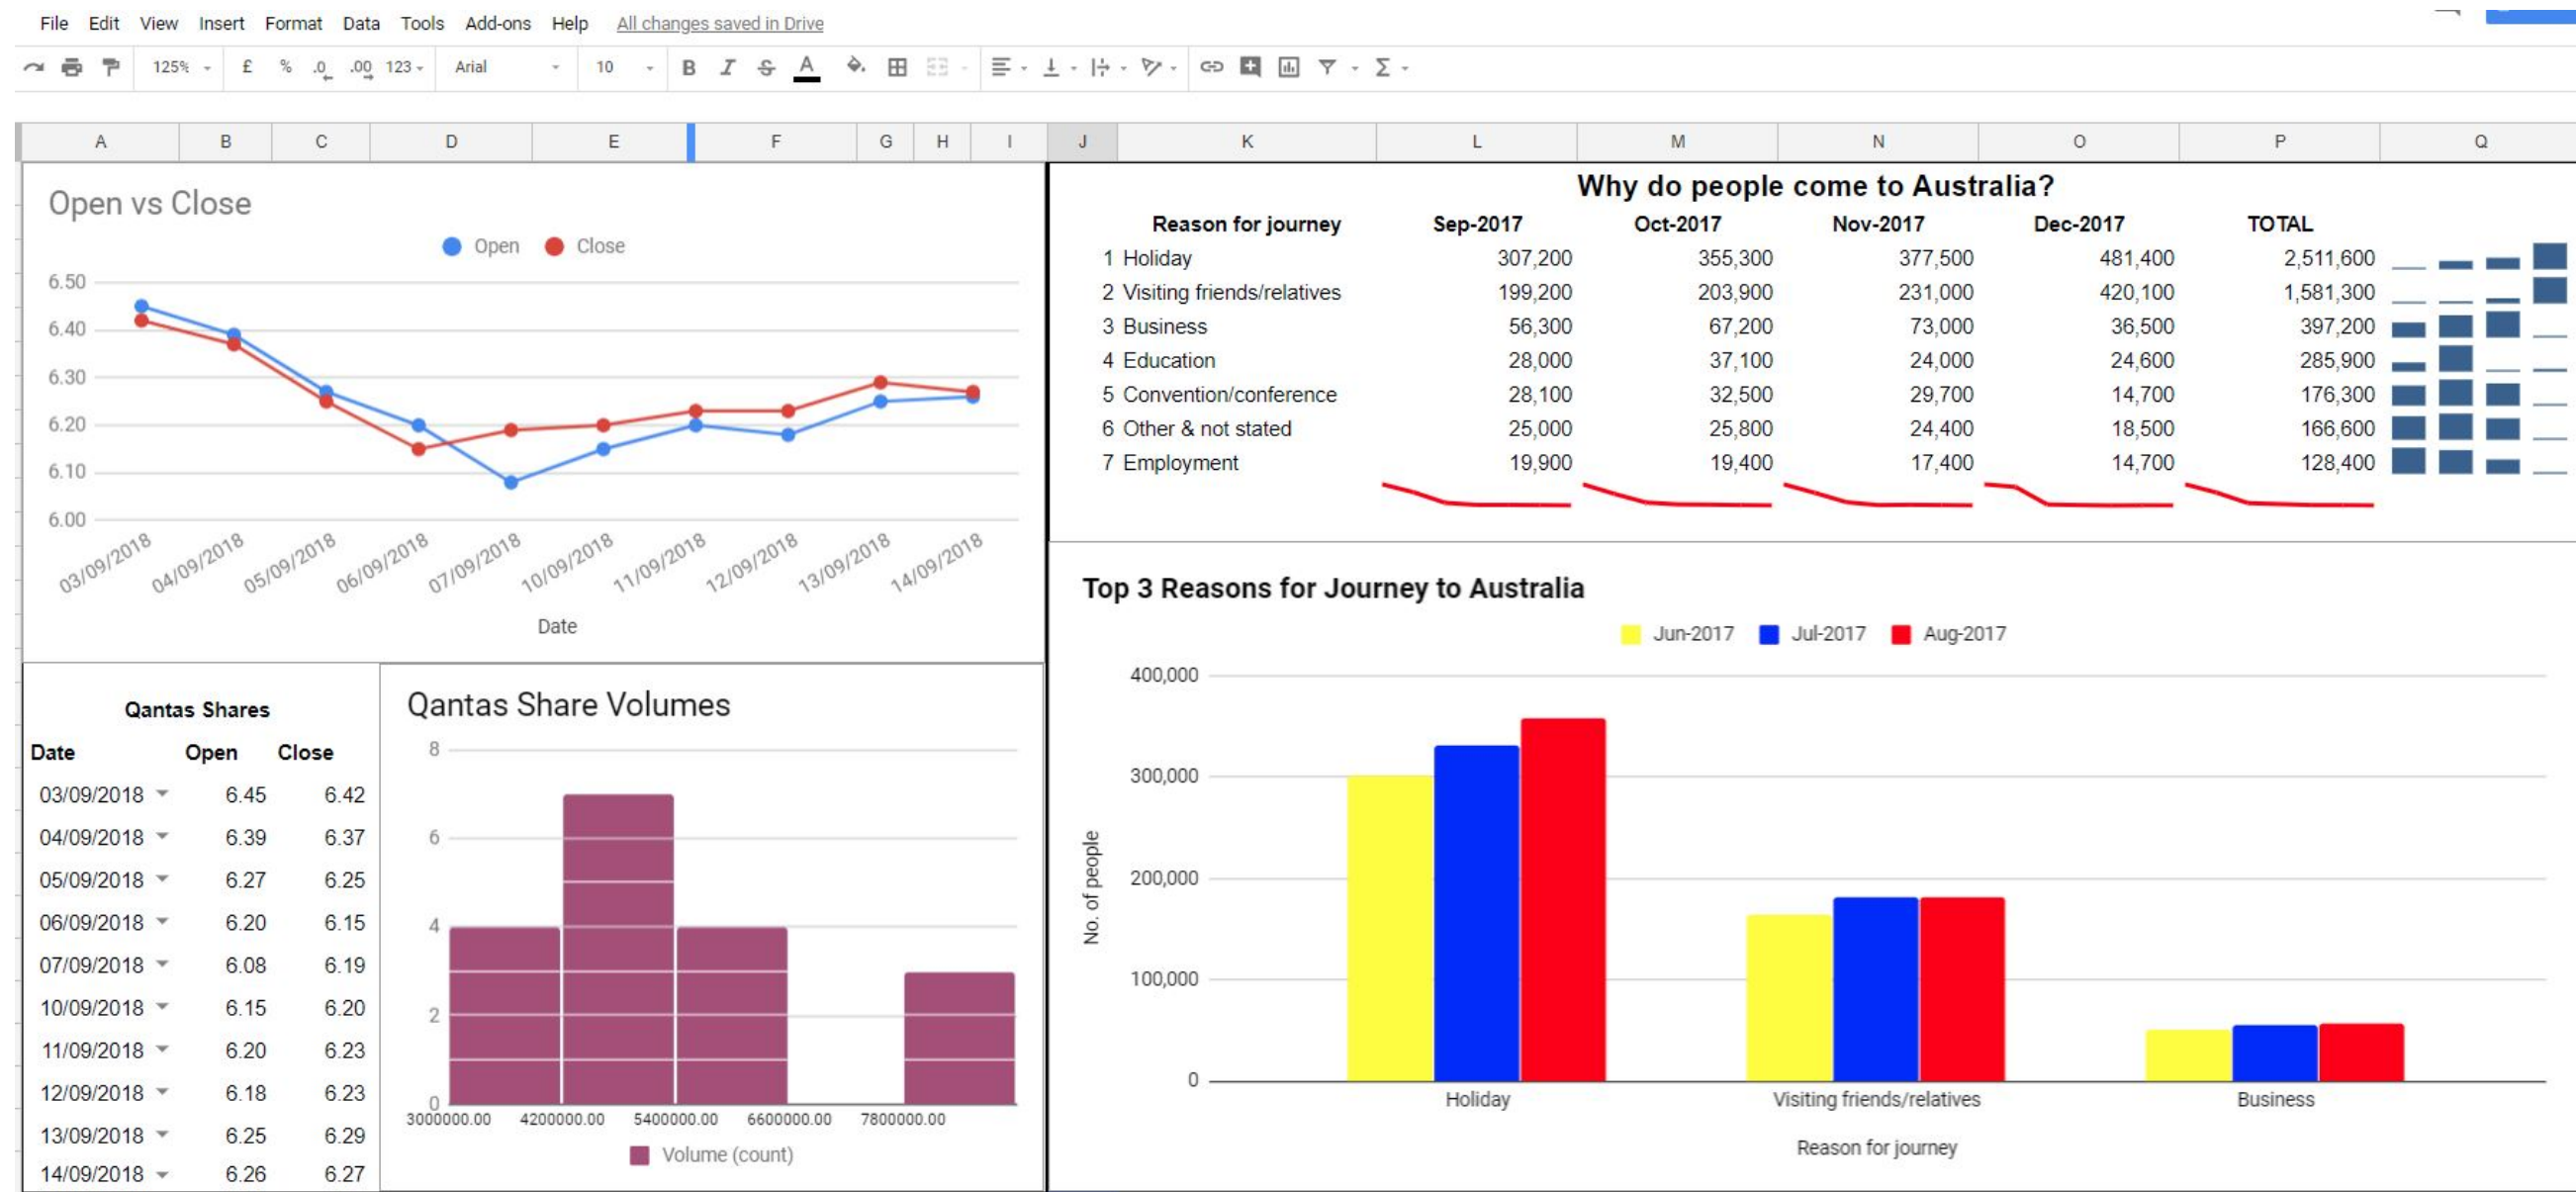 File Edit View Insert Format Data Tools Add-ons Help All changes saved in Drive
125% £ % .0 .00 123 Arial 10 B I S A Σ
A B C D E F G H I J K L M N O P Q
Open vs Close
Open Close
6.50
6.40
6.30
6.20
6.10
6.00
03/09/2018 04/09/2018 05/09/2018 06/09/2018 07/09/2018 10/09/2018 11/09/2018 12/09/2018 13/09/2018 14/09/2018
Date
Qantas Shares
Date Open Close
03/09/2018 6.45 6.42
04/09/2018 6.39 6.37
05/09/2018 6.27 6.25
06/09/2018 6.20 6.15
07/09/2018 6.08 6.19
10/09/2018 6.15 6.20
11/09/2018 6.20 6.23
12/09/2018 6.18 6.23
13/09/2018 6.25 6.29
14/09/2018 6.26 6.27
Qantas Share Volumes
8
6
4
2
0
3000000.00 4200000.00 5400000.00 6600000.00 7800000.00
Volume (count)
Why do people come to Australia?
Reason for journey Sep-2017 Oct-2017 Nov-2017 Dec-2017 TOTAL
1 Holiday 307,200 355,300 377,500 481,400 2,511,600
2 Visiting friends/relatives 199,200 203,900 231,000 420,100 1,581,300
3 Business 56,300 67,200 73,000 36,500 397,200
4 Education 28,000 37,100 24,000 24,600 285,900
5 Convention/conference 28,100 32,500 29,700 14,700 176,300
6 Other & not stated 25,000 25,800 24,400 18,500 166,600
7 Employment 19,900 19,400 17,400 14,700 128,400
Top 3 Reasons for Journey to Australia
Jun-2017 Jul-2017 Aug-2017
400,000
300,000
200,000
100,000
0
No. of people
Holiday Visiting friends/relatives Business
Reason for journey